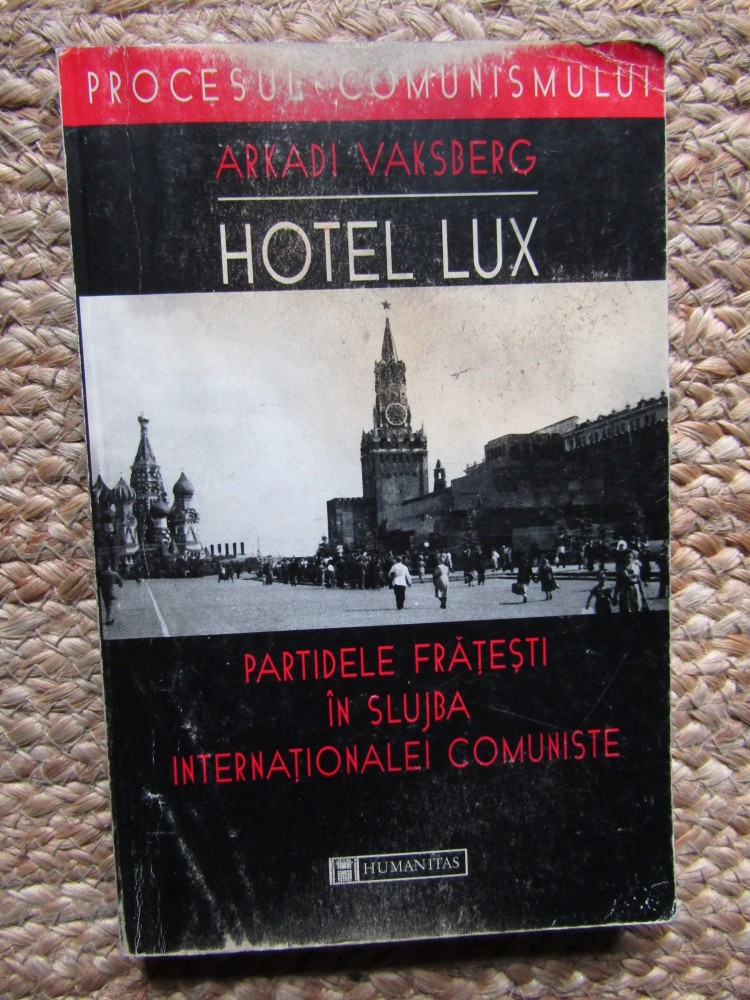 PROCESUL COMUNISMULUI
ARKADI VAKSBERG
HOTEL LUX
PARTIDELE FRĂȚEȘTI
ÎN SLUJBA
INTERNAȚIONALEI COMUNISTE
HUMANITAS